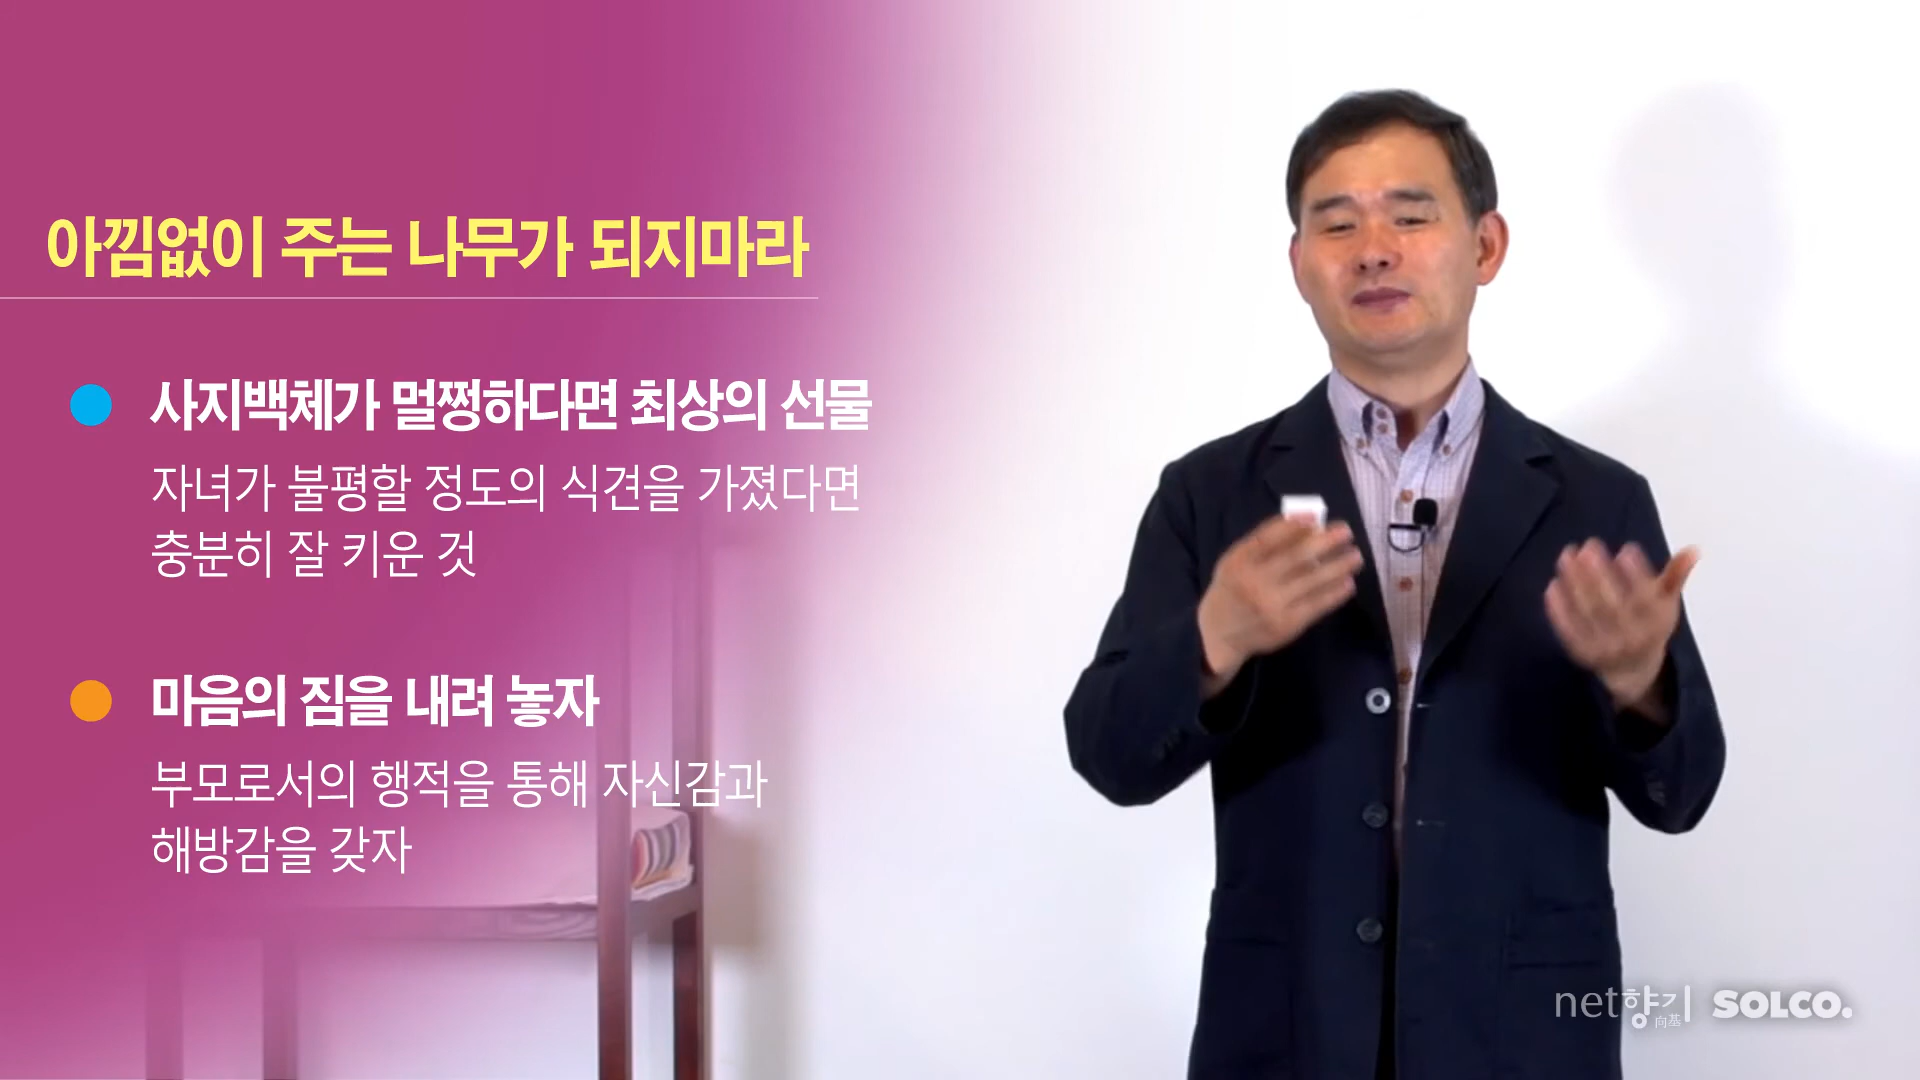 아낌없이 주는 나무가 되지마라
사지백체가 멀쩡하다면 최상의 선물
자녀가 불평할 정도의 식견을 가졌다면
충분히 잘 키운 것
마음의 짐을 내려 놓자
부모로서의 행적을 통해 자신감과
해방감을 갖자
net향기 SOLCO.
向基